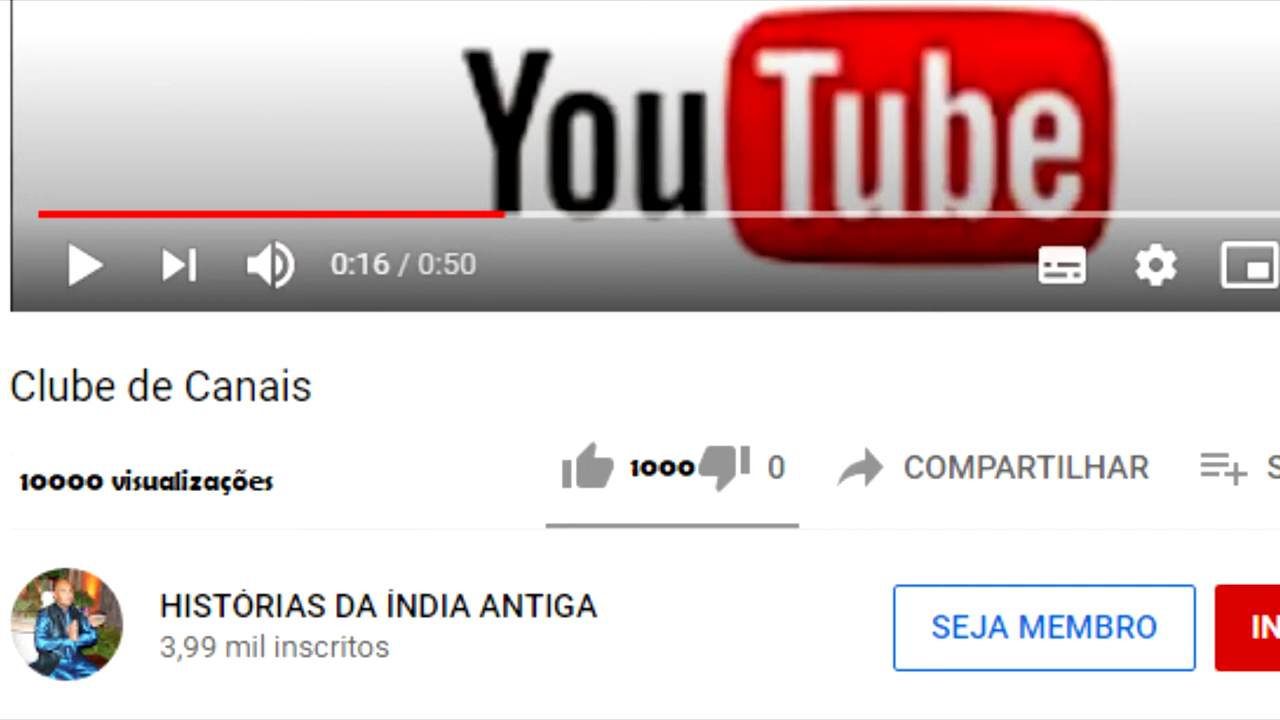 YouTube
0:16 / 0:50
Clube de Canais
10000 visualizações
1000 0 COMPARTILHAR S
HISTÓRIAS DA ÍNDIA ANTIGA
3,99 mil inscritos
SEJA MEMBRO
IN